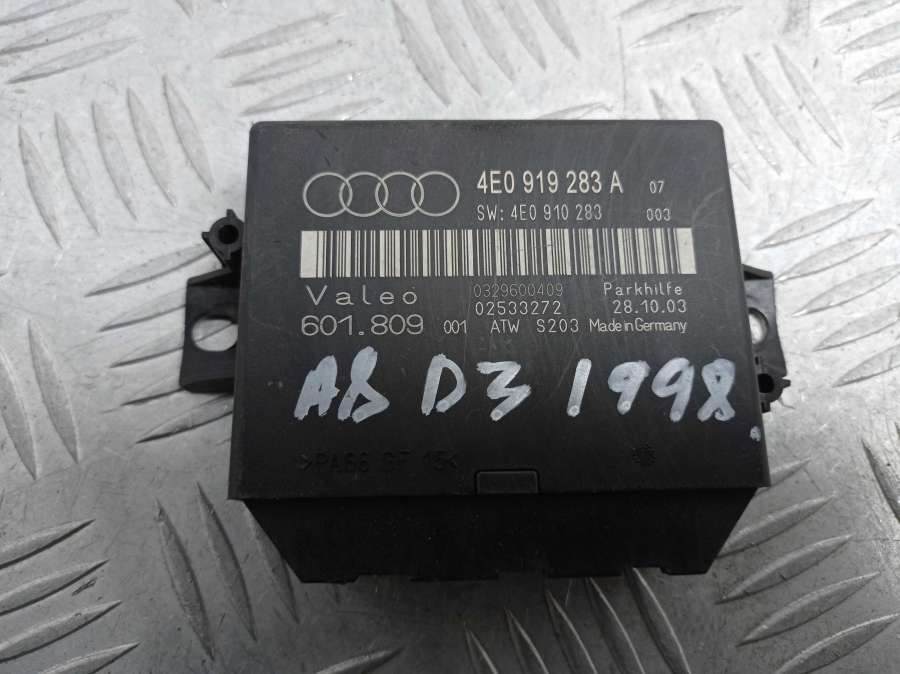 4E0 919 283 A 07
SW: 4E0 910 283 003
Valeo 0329600409 Parkhilfe
02533272 28.10.03
601.809 001 ATW S203 Made in Germany
A8 D3 1998
>PA66 GF 15<